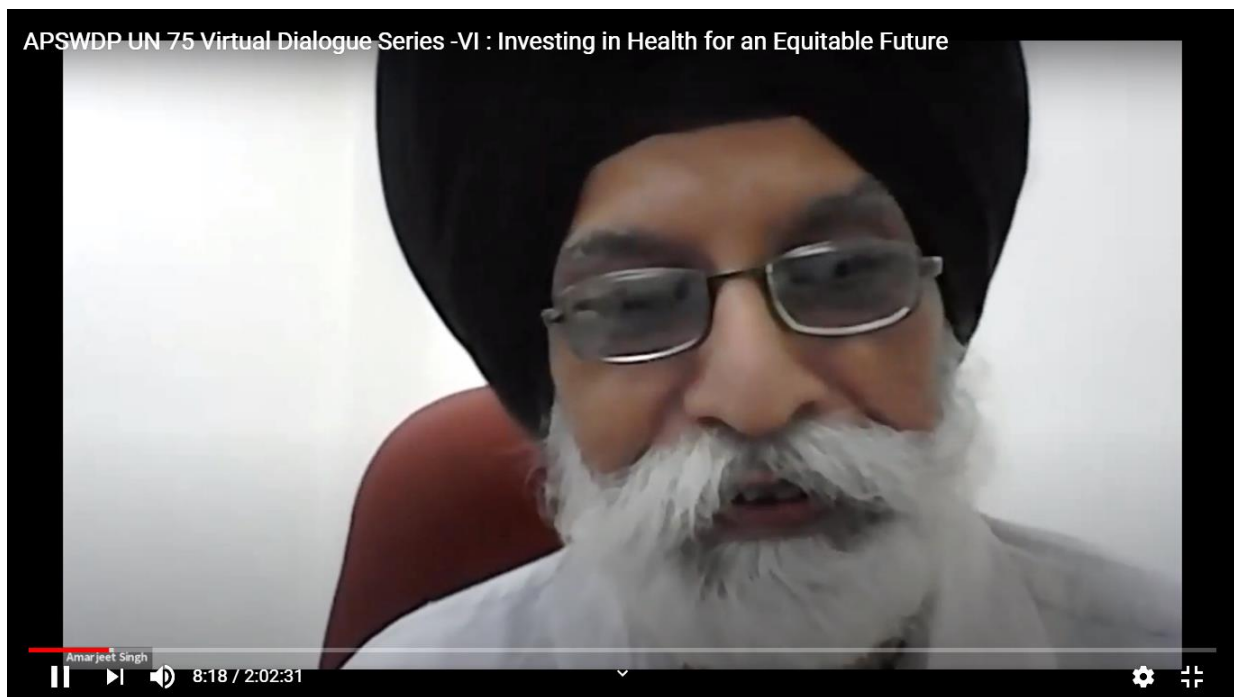 APSWDP UN 75 Virtual Dialogue Series -VI : Investing in Health for an Equitable Future
Amarjeet Singh
8:18 / 2:02:31